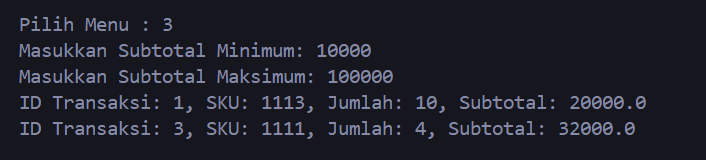 Pilih Menu : 3
Masukkan Subtotal Minimum: 10000
Masukkan Subtotal Maksimum: 100000
ID Transaksi: 1, SKU: 1113, Jumlah: 10, Subtotal: 20000.0
ID Transaksi: 3, SKU: 1111, Jumlah: 4, Subtotal: 32000.0